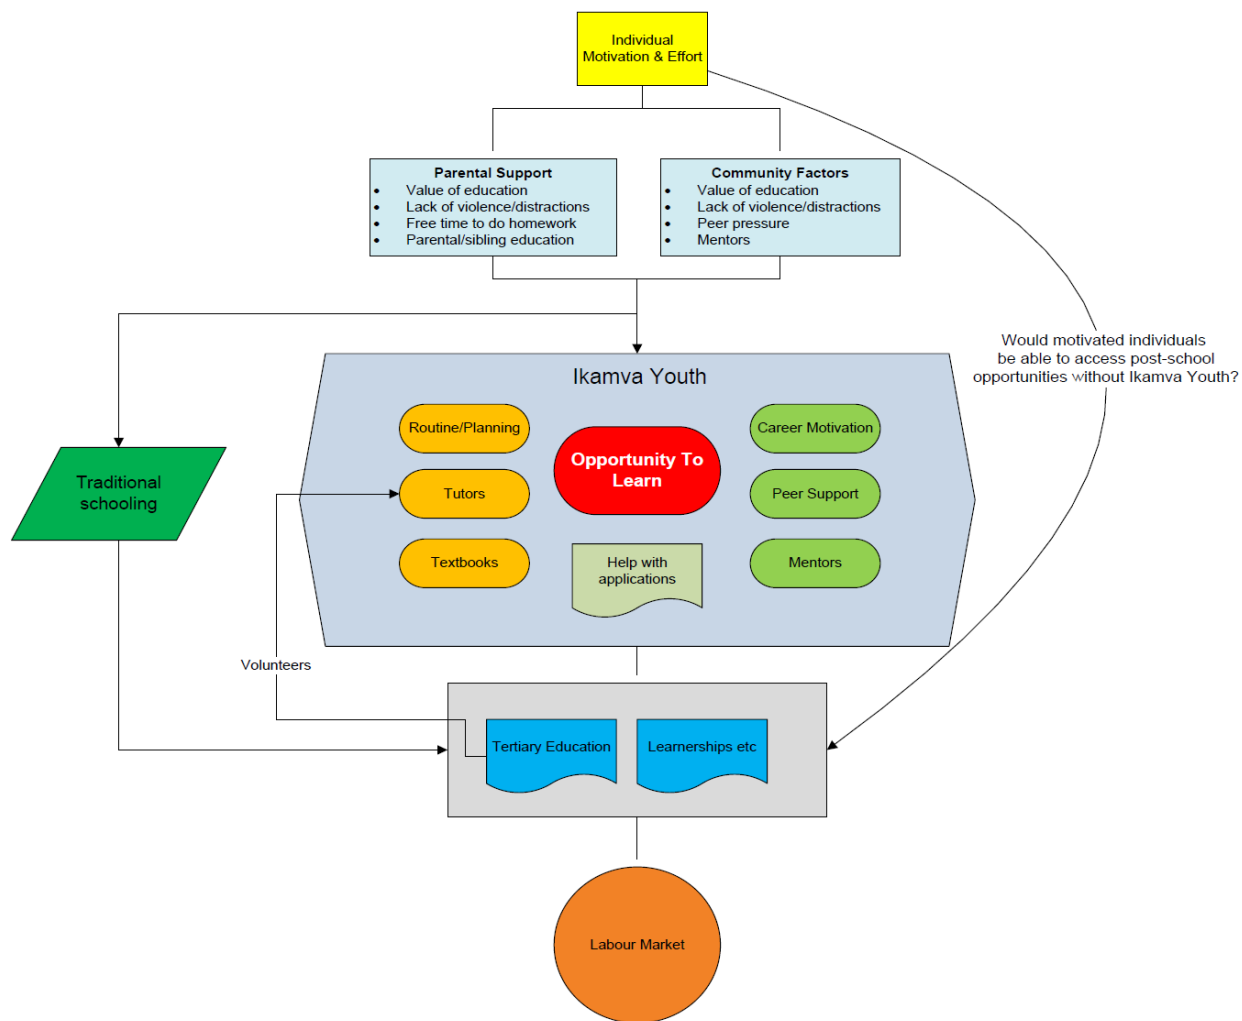 Individual
Motivation & Effort
Parental Support
• Value of education
• Lack of violence/distractions
• Free time to do homework
• Parental/sibling education
Community Factors
• Value of education
• Lack of violence/distractions
• Peer pressure
• Mentors
Would motivated individuals
be able to access post-school
opportunities without Ikamva Youth?
Ikamva Youth
Routine/Planning
Tutors
Textbooks
Opportunity To
Learn
Help with
applications
Career Motivation
Peer Support
Mentors
Traditional
schooling
Volunteers
Tertiary Education
Learnerships etc
Labour Market